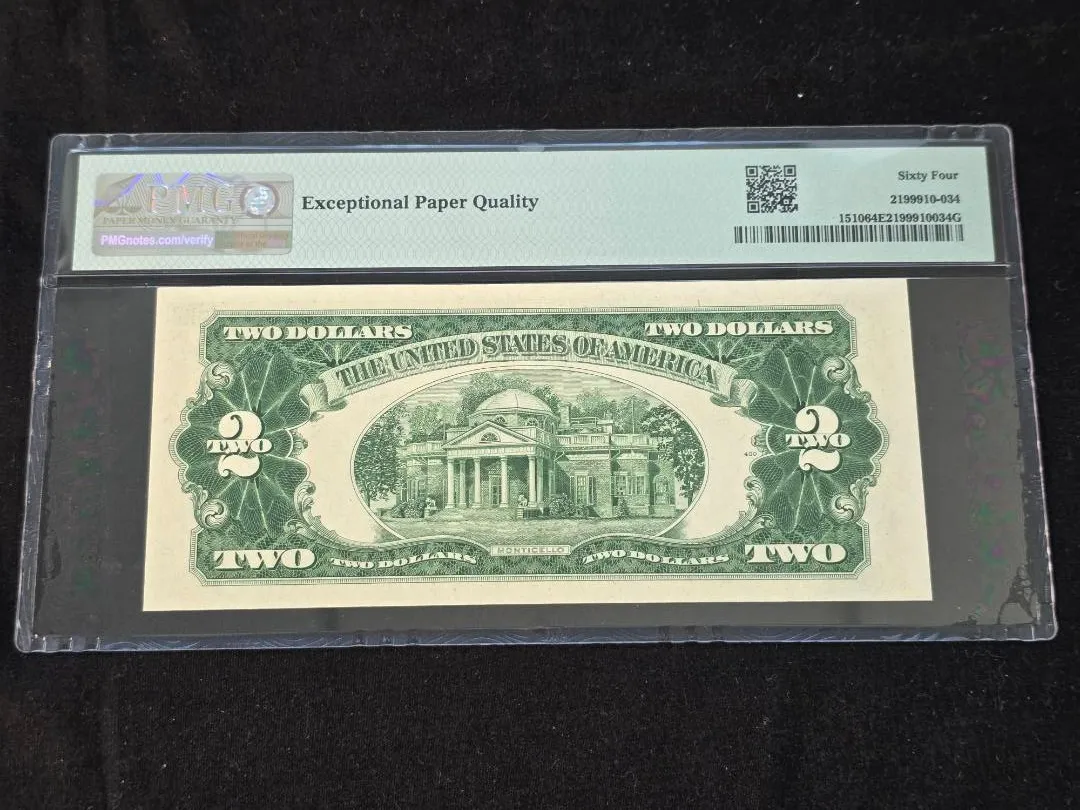 PMG
PAPER MONEY GUARANTY
PMGnotes.com/verify
Exceptional Paper Quality
Sixty Four
2199910-034
151064E2199910034G
TWO DOLLARS
TWO DOLLARS
THE UNITED STATES OF AMERICA
2
TWO
2
TWO
400
TWO
TWO DOLLARS
MONTICELLO
TWO DOLLARS
TWO